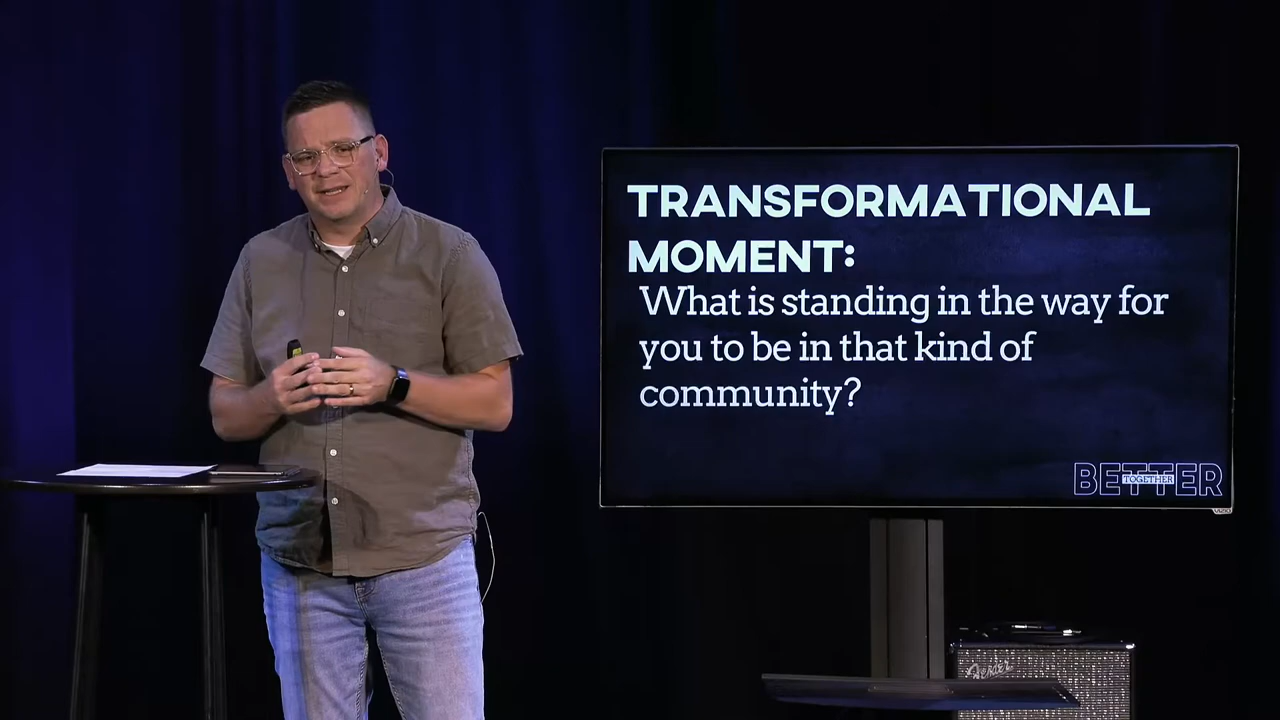 TRANSFORMATIONAL
MOMENT:
What is standing in the way for
you to be in that kind of
community?
BETTER
TOGETHER
VIZIO
Fender